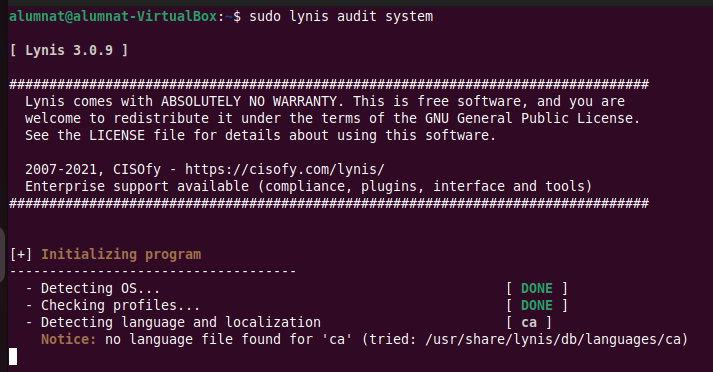 alumnat@alumnat-VirtualBox:~$ sudo lynis audit system
[ Lynis 3.0.9 ]
################################################################################
Lynis comes with ABSOLUTELY NO WARRANTY. This is free software, and you are
welcome to redistribute it under the terms of the GNU General Public License.
See the LICENSE file for details about using this software.
2007-2021, CISOfy - https://cisofy.com/lynis/
Enterprise support available (compliance, plugins, interface and tools)
################################################################################
[+] Initializing program
------------------------------------
- Detecting OS... [ DONE ]
- Checking profiles... [ DONE ]
- Detecting language and localization [ ca ]
Notice: no language file found for 'ca' (tried: /usr/share/lynis/db/languages/ca)